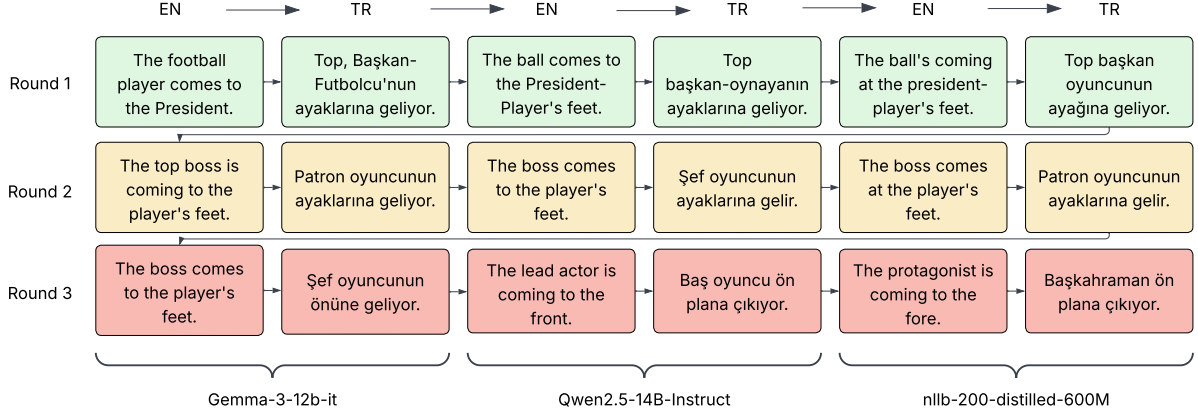 EN
TR
EN
TR
EN
TR
Round 1
The football
player comes to
the President.
Top, Başkan-
Futbolcu'nun
ayaklarına geliyor.
The ball comes to
the President-
Player's feet.
Top
başkan-oynayanın
ayaklarına geliyor.
The ball's coming
at the president-
player's feet.
Top başkan
oyuncunun
ayağına geliyor.
Round 2
The top boss is
coming to the
player's feet.
Patron oyuncunun
ayaklarına geliyor.
The boss comes
to the player's
feet.
Şef oyuncunun
ayaklarına gelir.
The boss comes
at the player's
feet.
Patron oyuncunun
ayaklarına gelir.
Round 3
The boss comes
to the player's
feet.
Şef oyuncunun
önüne geliyor.
The lead actor is
coming to the
front.
Baş oyuncu ön
plana çıkıyor.
The protagonist is
coming to the
fore.
Başkahraman ön
plana çıkıyor.
Gemma-3-12b-it
Qwen2.5-14B-Instruct
nllb-200-distilled-600M